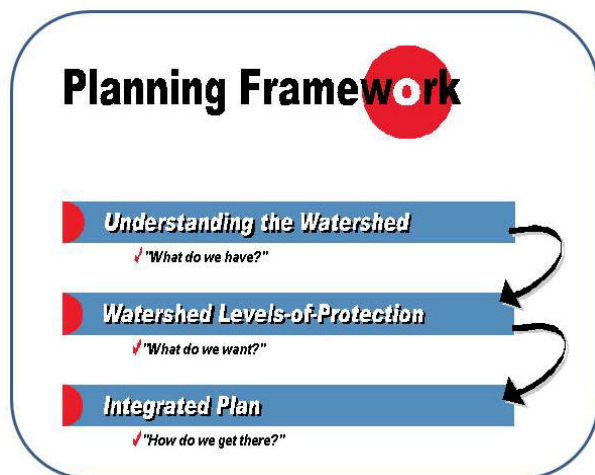 Planning Framework
Understanding the Watershed
✓ "What do we have?"
Watershed Levels-of-Protection
✓ "What do we want?"
Integrated Plan
✓ "How do we get there?"